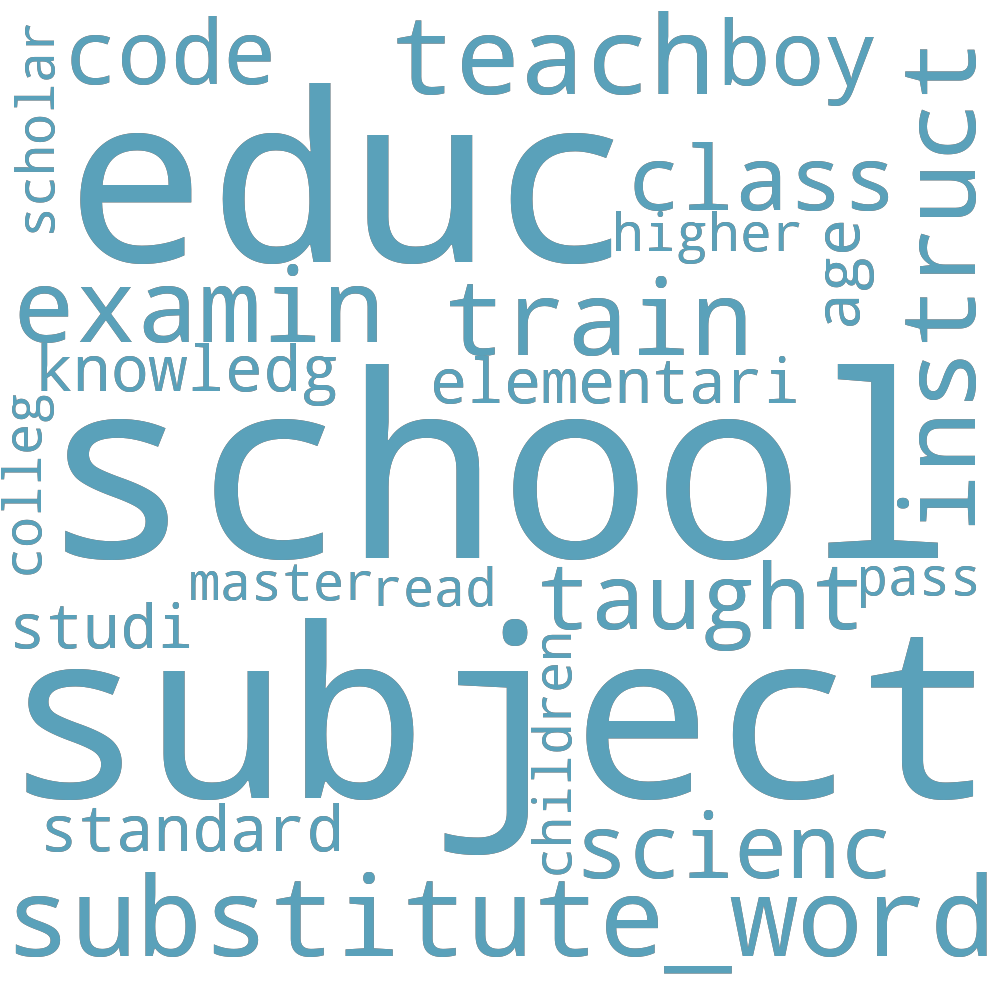 scholar
code
teach
boy
instruct
educ
class
higher
age
examin
train
knowledg
elementari
colleg
school
master
read
taught
pass
studi
subject
children
standard
scienc
substitute_word